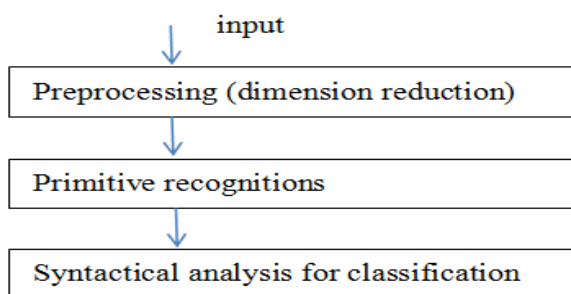 input
Preprocessing (dimension reduction)
Primitive recognitions
Syntactical analysis for classification